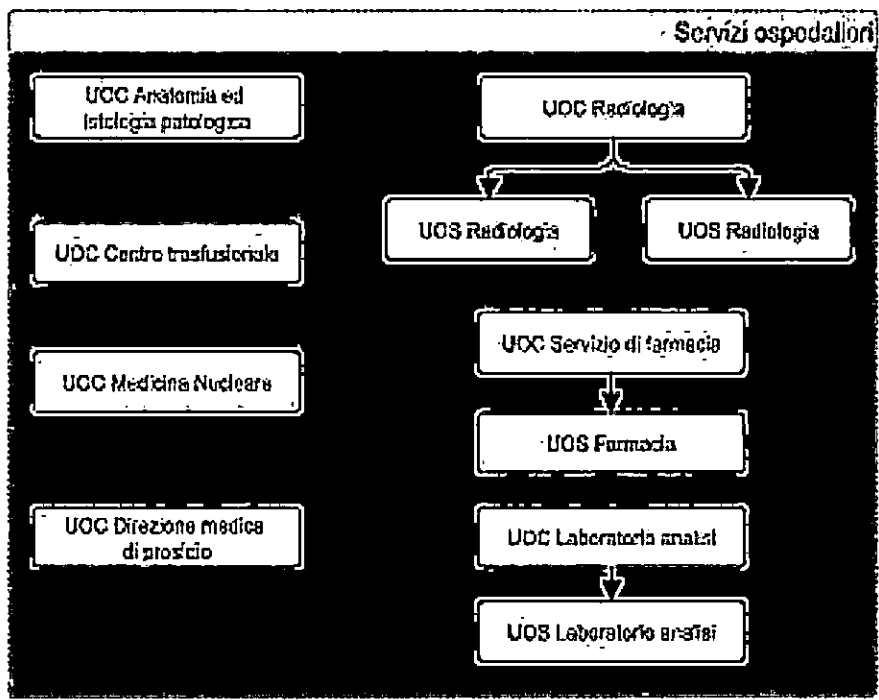 Servizi ospedalieri
UOC Anatomia ed
istologia patologica
UOC Centro trasfusionale
UOC Medicina Nucleare
UOC Direzione medica
di presidio
UOC Radiologia
UOS Radiologia
UOS Radiologia
UOC Servizio di farmacia
UOS Farmacia
UOC Laboratorio analisi
UOS Laboratorio analisi